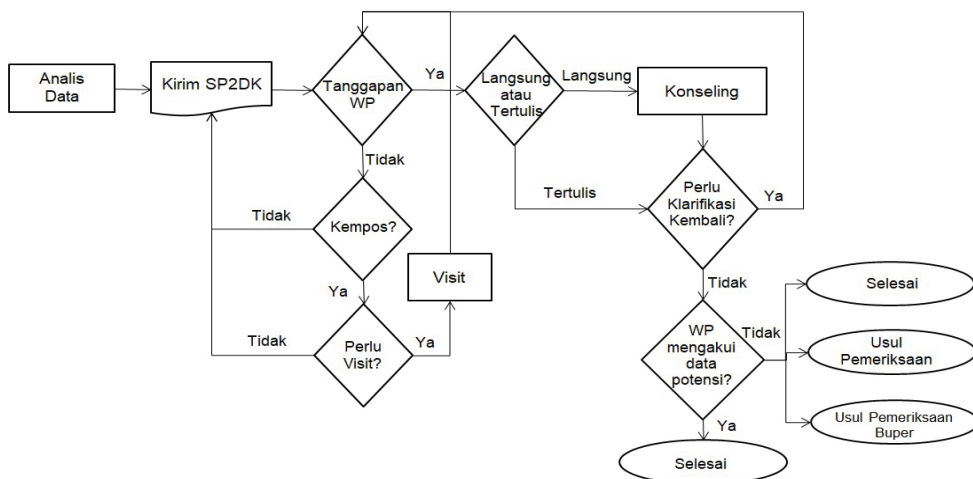 Analis
Data
Kirim SP2DK
Tanggapan
WP
Ya
Langsung
atau
Tertulis
Langsung
Konseling
Tidak
Tertulis
Perlu
Klarifikasi
Kembali?
Ya
Tidak
Kempos?
Ya
Visit
Tidak
Perlu
Visit?
Ya
Tidak
WP
mengakui
data
potensi?
Tidak
Selesai
Usul
Pemeriksaan
Usul Pemeriksaan
Buper
Ya
Selesai